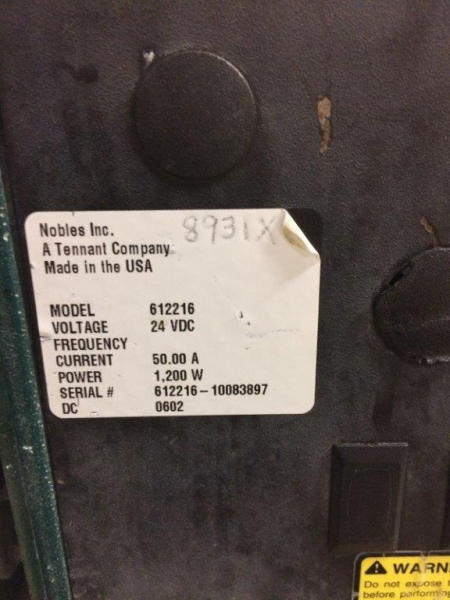 Nobles Inc.
8931X
A Tennant Company
Made in the USA
MODEL 612216
VOLTAGE 24 VDC
FREQUENCY
CURRENT 50.00 A
POWER 1,200 W
SERIAL # 612216-10083897
DC 0602
WARN
Do not expose
before performing